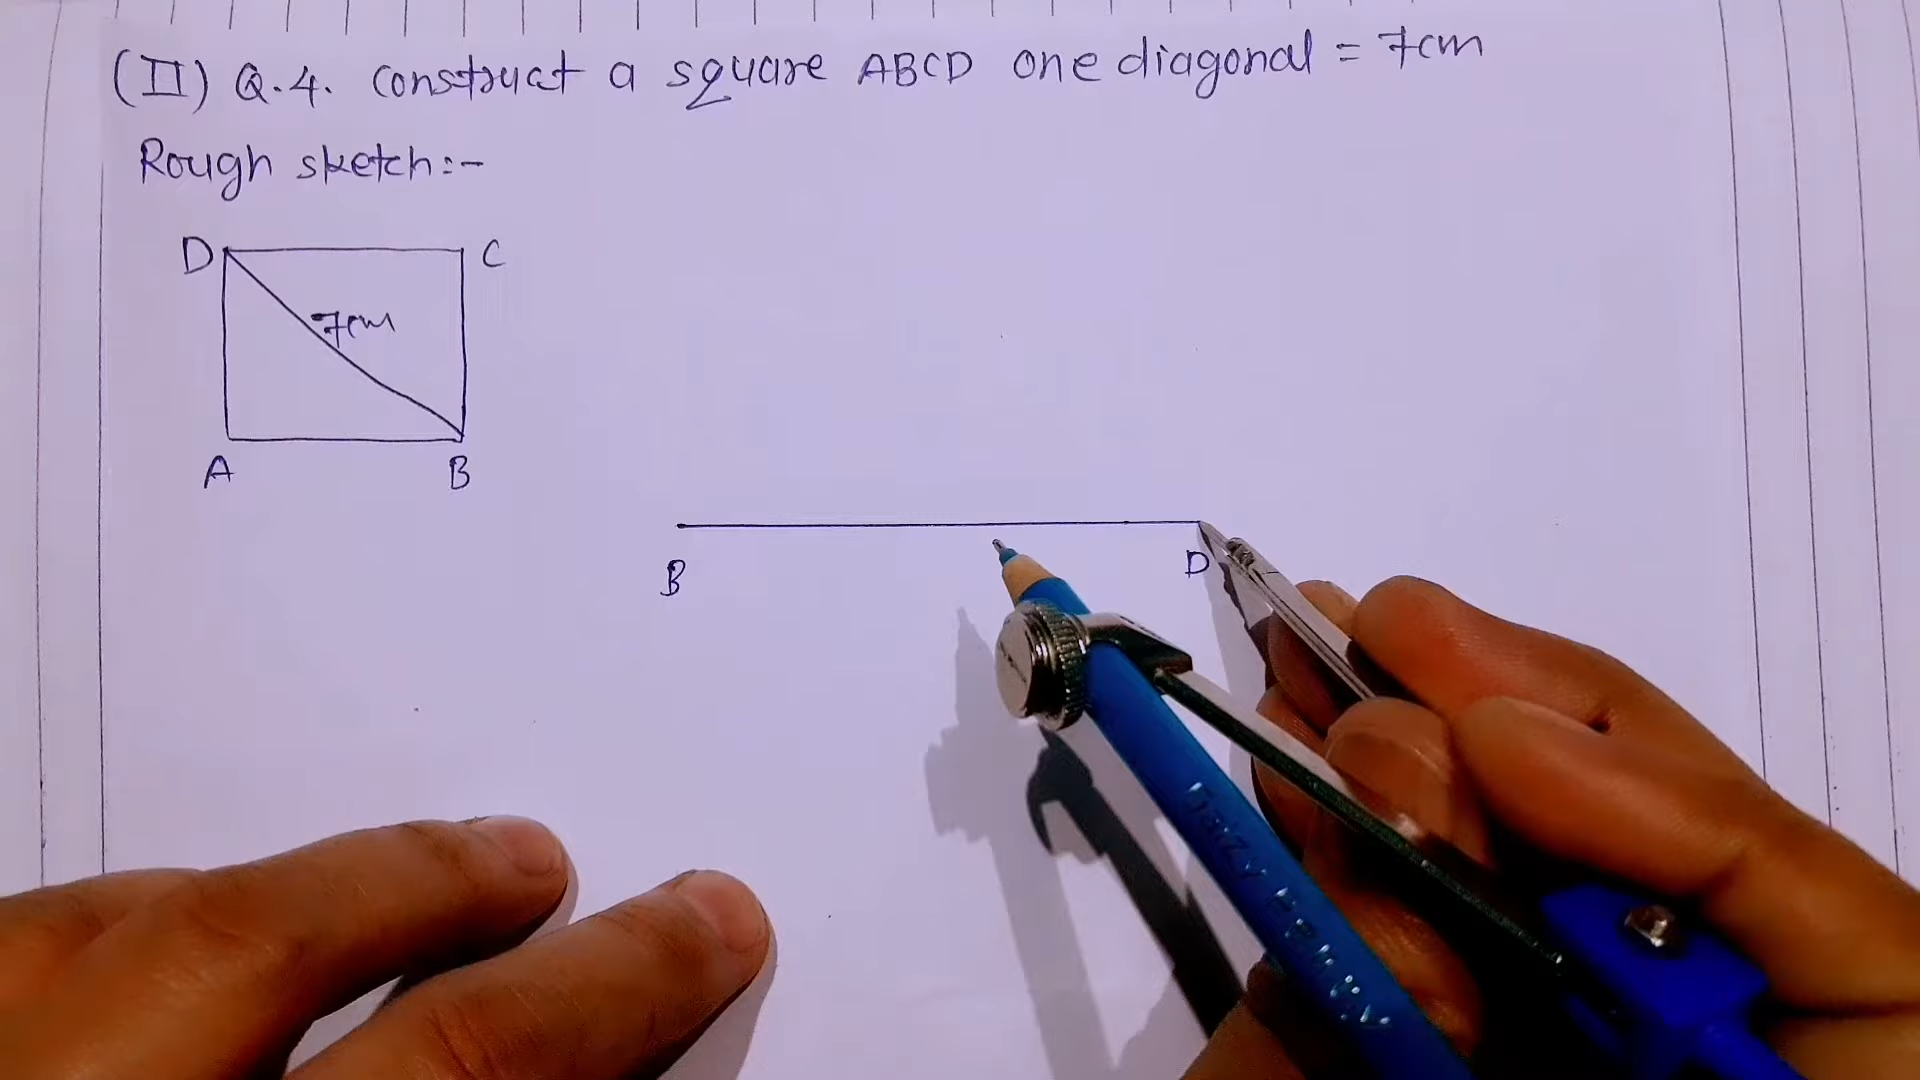 (II) Q.4. Construct a square ABCD one diagonal = 7cm
Rough sketch:-
D C
7cm
A B
B D